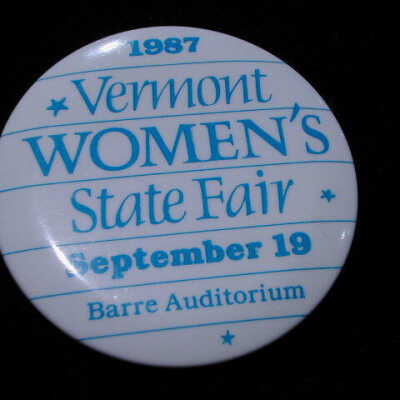 1987
Vermont
WOMEN'S
State Fair
September 19
Barre Auditorium